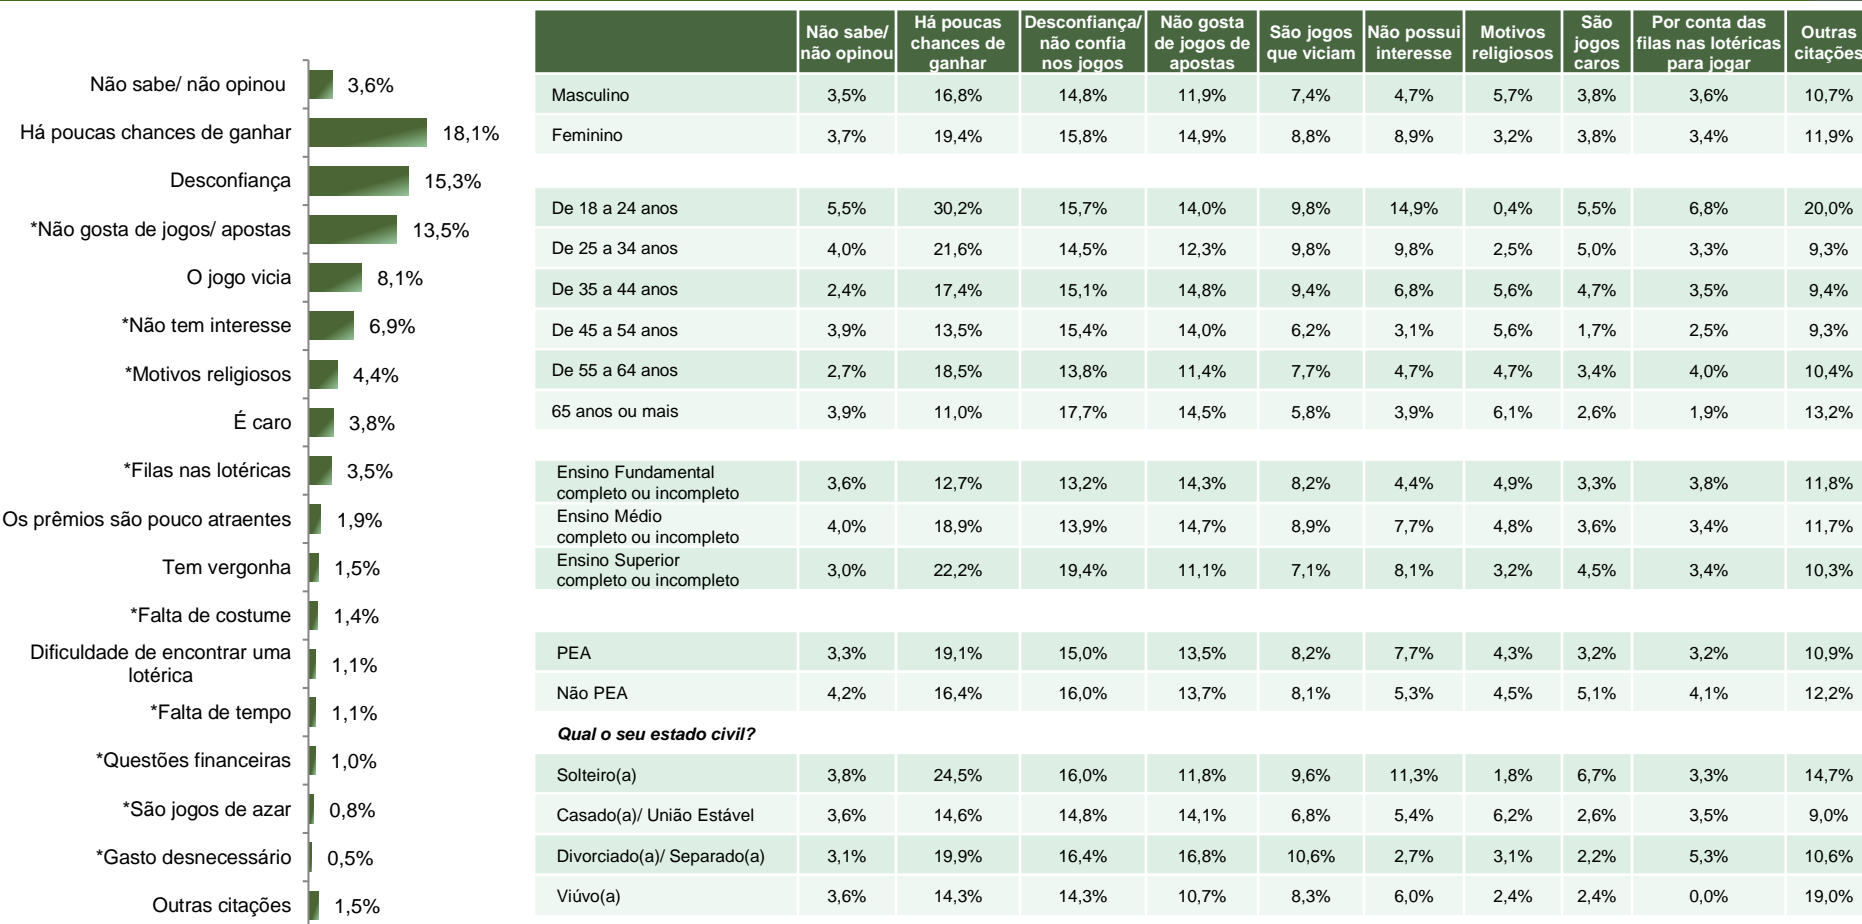 Não sabe/ não opinou 3,6%
Há poucas chances de ganhar 18,1%
Desconfiança 15,3%
*Não gosta de jogos/ apostas 13,5%
O jogo vicia 8,1%
*Não tem interesse 6,9%
*Motivos religiosos 4,4%
É caro 3,8%
*Filas nas lotéricas 3,5%
Os prêmios são pouco atraentes 1,9%
Tem vergonha 1,5%
*Falta de costume 1,4%
Dificuldade de encontrar uma
lotérica 1,1%
*Falta de tempo 1,1%
*Questões financeiras 1,0%
*São jogos de azar 0,8%
*Gasto desnecessário 0,5%
Outras citações 1,5%
Não sabe/ não opinou Há poucas chances de ganhar Desconfiança/ não confia nos jogos Não gosta de jogos de apostas São jogos que viciam Não possui interesse Motivos religiosos São jogos caros Por conta das filas nas lotéricas para jogar Outras citações
Masculino 3,5% 16,8% 14,8% 11,9% 7,4% 4,7% 5,7% 3,8% 3,6% 10,7%
Feminino 3,7% 19,4% 15,8% 14,9% 8,8% 8,9% 3,2% 3,8% 3,4% 11,9%
De 18 a 24 anos 5,5% 30,2% 15,7% 14,0% 9,8% 14,9% 0,4% 5,5% 6,8% 20,0%
De 25 a 34 anos 4,0% 21,6% 14,5% 12,3% 9,8% 9,8% 2,5% 5,0% 3,3% 9,3%
De 35 a 44 anos 2,4% 17,4% 15,1% 14,8% 9,4% 6,8% 5,6% 4,7% 3,5% 9,4%
De 45 a 54 anos 3,9% 13,5% 15,4% 14,0% 6,2% 3,1% 5,6% 1,7% 2,5% 9,3%
De 55 a 64 anos 2,7% 18,5% 13,8% 11,4% 7,7% 4,7% 4,7% 3,4% 4,0% 10,4%
65 anos ou mais 3,9% 11,0% 17,7% 14,5% 5,8% 3,9% 6,1% 2,6% 1,9% 13,2%
Ensino Fundamental
completo ou incompleto 3,6% 12,7% 13,2% 14,3% 8,2% 4,4% 4,9% 3,3% 3,8% 11,8%
Ensino Médio
completo ou incompleto 4,0% 18,9% 13,9% 14,7% 8,9% 7,7% 4,8% 3,6% 3,4% 11,7%
Ensino Superior
completo ou incompleto 3,0% 22,2% 19,4% 11,1% 7,1% 8,1% 3,2% 4,5% 3,4% 10,3%
PEA 3,3% 19,1% 15,0% 13,5% 8,2% 7,7% 4,3% 3,2% 3,2% 10,9%
Não PEA 4,2% 16,4% 16,0% 13,7% 8,1% 5,3% 4,5% 5,1% 4,1% 12,2%
Qual o seu estado civil?
Solteiro(a) 3,8% 24,5% 16,0% 11,8% 9,6% 11,3% 1,8% 6,7% 3,3% 14,7%
Casado(a)/ União Estável 3,6% 14,6% 14,8% 14,1% 6,8% 5,4% 6,2% 2,6% 3,5% 9,0%
Divorciado(a)/ Separado(a) 3,1% 19,9% 16,4% 16,8% 10,6% 2,7% 3,1% 2,2% 5,3% 10,6%
Viúvo(a) 3,6% 14,3% 14,3% 10,7% 8,3% 6,0% 2,4% 2,4% 0,0% 19,0%